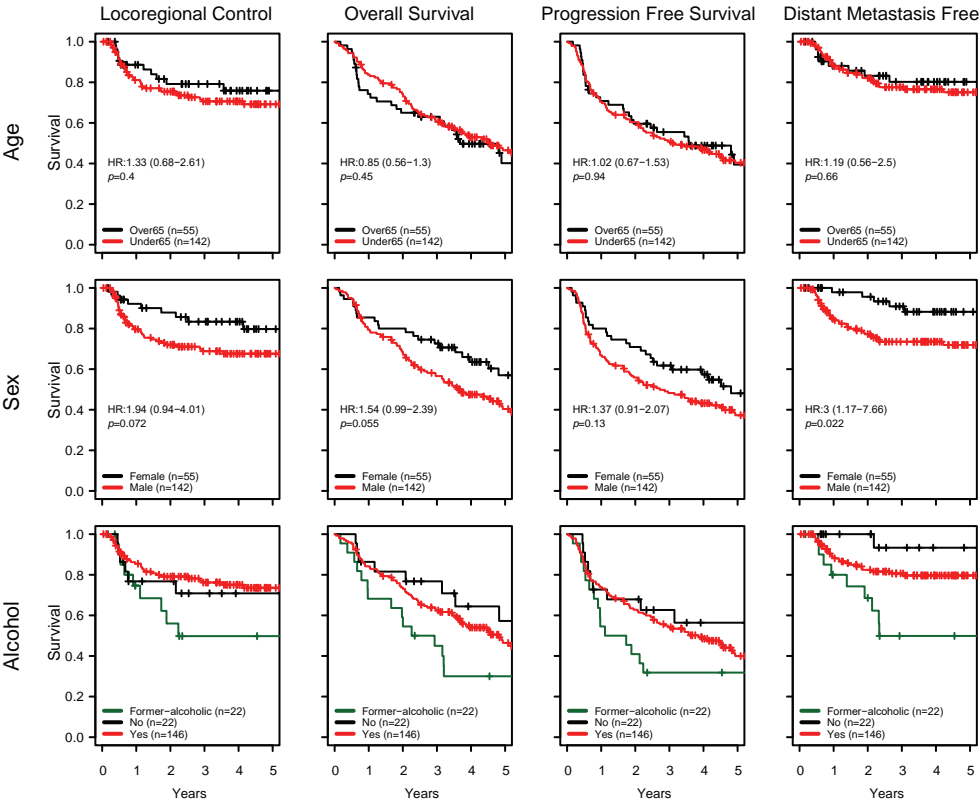 Locoregional Control
Overall Survival
Progression Free Survival
Distant Metastasis Free
Age
Survival
1.0
0.8
0.6
0.4
0.2
0.0
HR:1.33 (0.68−2.61)
p=0.4
Over65 (n=55)
Under65 (n=142)
HR:0.85 (0.56−1.3)
p=0.45
Over65 (n=55)
Under65 (n=142)
HR:1.02 (0.67−1.53)
p=0.94
Over65 (n=55)
Under65 (n=142)
HR:1.19 (0.56−2.5)
p=0.66
Over65 (n=55)
Under65 (n=142)
Sex
Survival
1.0
0.8
0.6
0.4
0.2
0.0
HR:1.94 (0.94−4.01)
p=0.072
Female (n=55)
Male (n=142)
HR:1.54 (0.99−2.39)
p=0.055
Female (n=55)
Male (n=142)
HR:1.37 (0.91−2.07)
p=0.13
Female (n=55)
Male (n=142)
HR:3 (1.17−7.66)
p=0.022
Female (n=55)
Male (n=142)
Alcohol
Survival
1.0
0.8
0.6
0.4
0.2
0.0
Former−alcoholic (n=22)
No (n=22)
Yes (n=146)
Former−alcoholic (n=22)
No (n=22)
Yes (n=146)
Former−alcoholic (n=22)
No (n=22)
Yes (n=146)
Former−alcoholic (n=22)
No (n=22)
Yes (n=146)
0 1 2 3 4 5
Years
0 1 2 3 4 5
Years
0 1 2 3 4 5
Years
0 1 2 3 4 5
Years